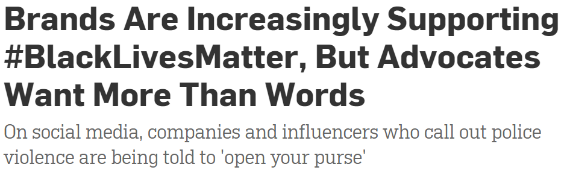 Brands Are Increasingly Supporting
#BlackLivesMatter, But Advocates
Want More Than Words
On social media, companies and influencers who call out police
violence are being told to 'open your purse'